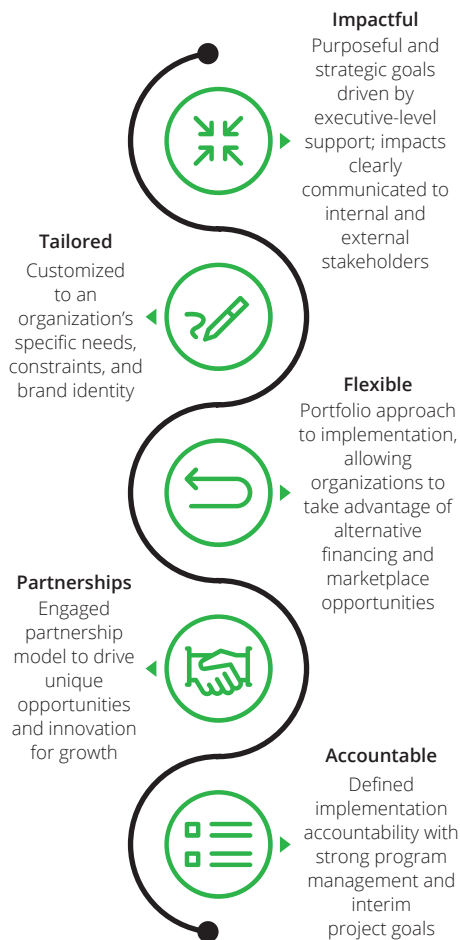 Impactful
Purposeful and
strategic goals
driven by
executive-level
support; impacts
clearly
communicated to
internal and
external
stakeholders
Tailored
Customized
to an
organization’s
specific needs,
constraints, and
brand identity
Flexible
Portfolio approach
to implementation,
allowing
organizations to
take advantage of
alternative
financing and
marketplace
opportunities
Partnerships
Engaged
partnership
model to drive
unique
opportunities
and innovation
for growth
Accountable
Defined
implementation
accountability with
strong program
management and
interim
project goals